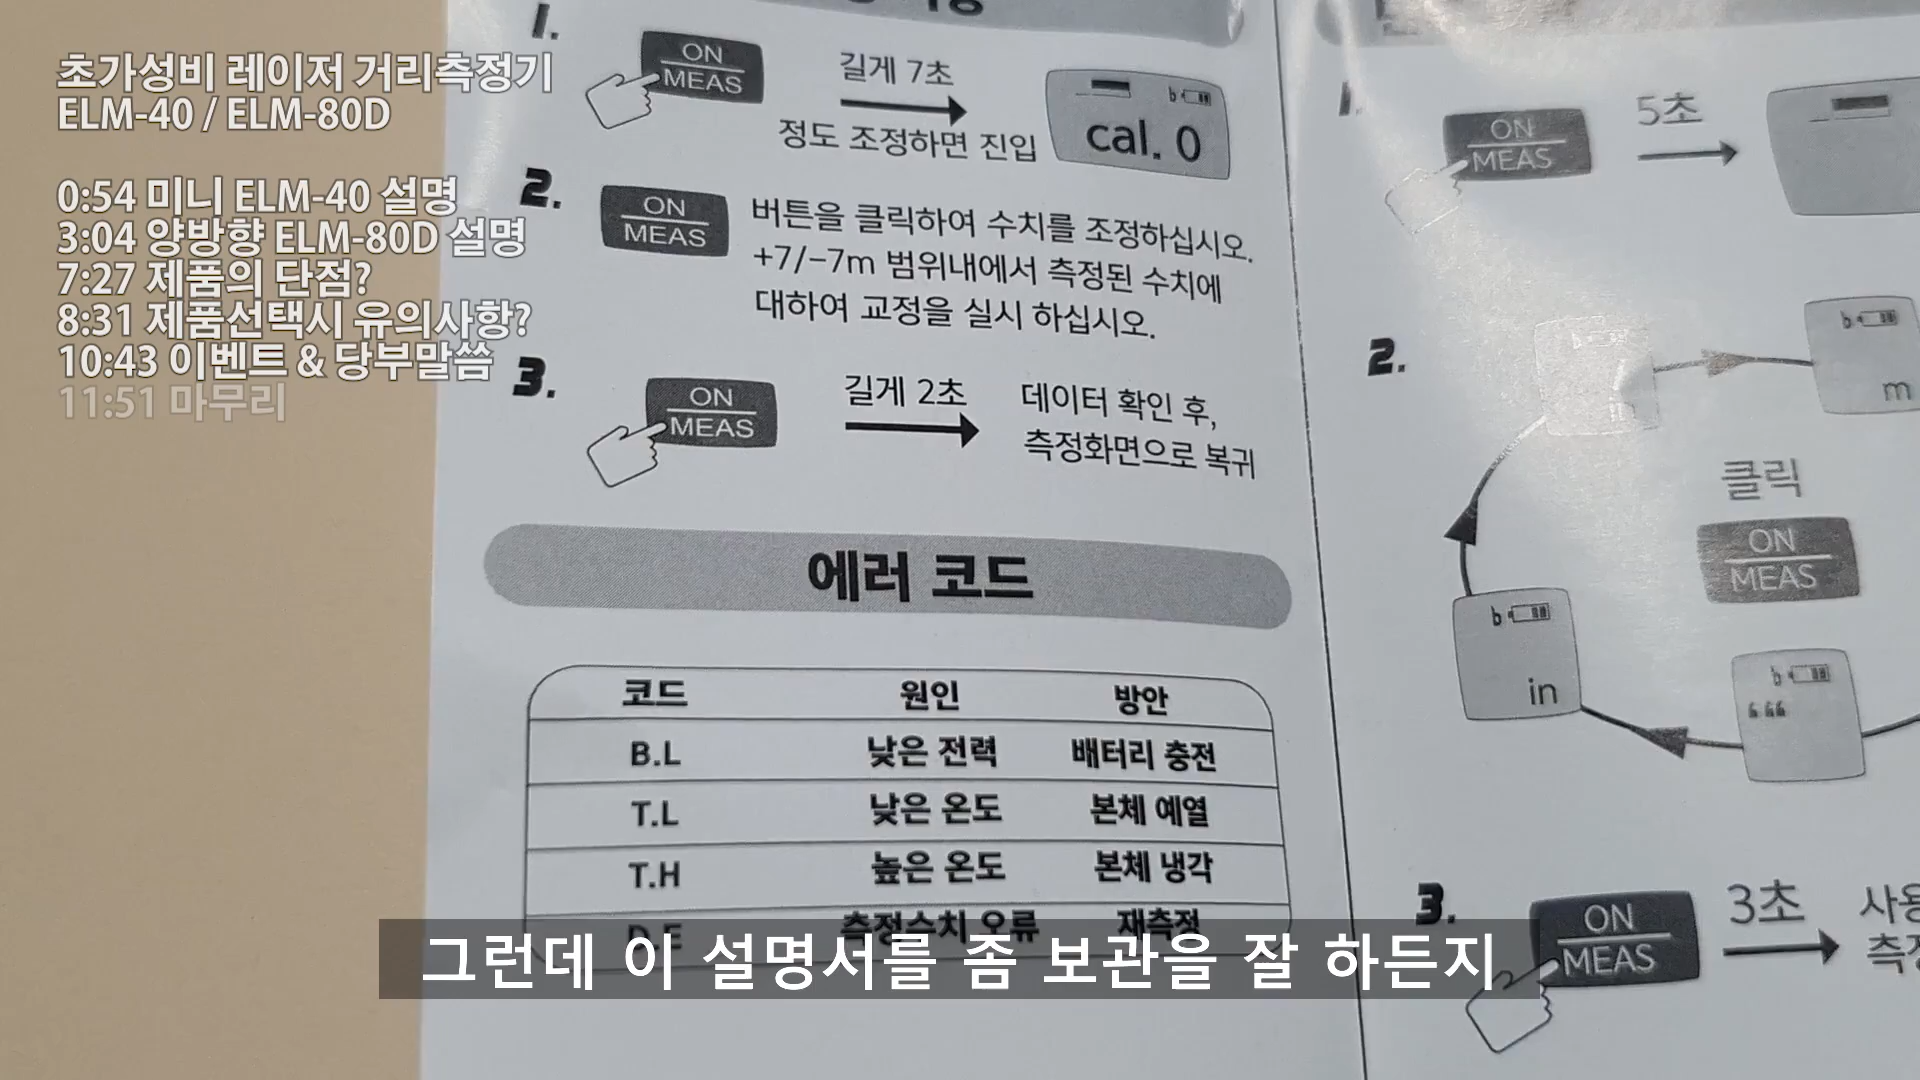 초가성비 레이저 거리측정기
ELM-40 / ELM-80D
0:54 미니 ELM-40 설명
3:04 양방향 ELM-80D 설명
7:27 제품의 단점?
8:31 제품선택시 유의사항?
10:43 이벤트 & 당부말씀
11:51 마무리
1.
ON
MEAS
길게 7초
정도 조정하면 진입
b
cal. 0
2.
ON
MEAS
버튼을 클릭하여 수치를 조정하십시오.
+7/-7m 범위내에서 측정된 수치에
대하여 교정을 실시 하십시오.
3.
ON
MEAS
길게 2초
데이터 확인 후,
측정화면으로 복귀
에러 코드
코드 원인 방안
B.L 낮은 전력 배터리 충전
T.L 낮은 온도 본체 예열
T.H 높은 온도 본체 냉각
D.E 측정수치 오류 재측정
1.
ON
MEAS
5초
2.
b
m
클릭
ON
MEAS
b
in
b
3.
ON
MEAS
3초
그런데 이 설명서를 좀 보관을 잘 하든지